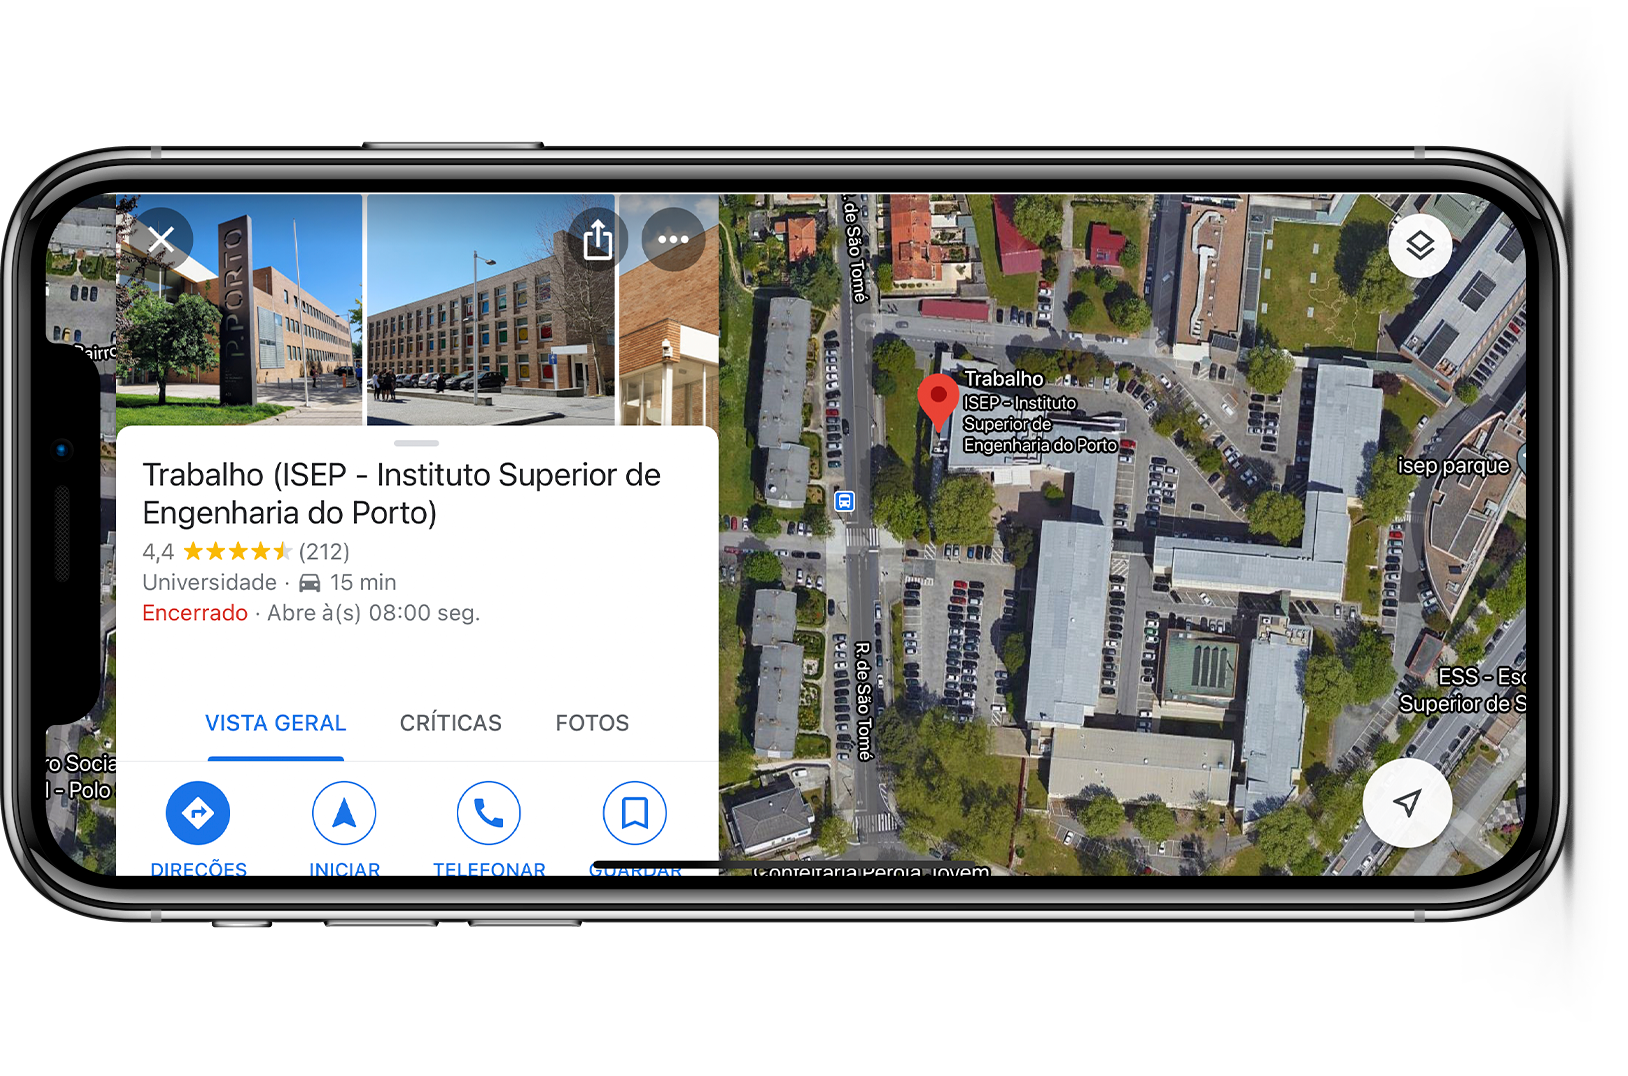 P.PORTO
Trabalho (ISEP - Instituto Superior de
Engenharia do Porto)
4,4 (212)
Universidade · 15 min
Encerrado · Abre à(s) 08:00 seg.
VISTA GERAL
CRÍTICAS
FOTOS
DIREÇÕES
INICIAR
TELEFONAR
GUARDAR
Bairro
ro Socia
l - Polo
R. de São Tomé
Trabalho
ISEP - Instituto
Superior de
Engenharia do Porto
isep parque
R. de São Tomé
ESS - Esc
Superior de S
Confeitaria Pérola Jovem